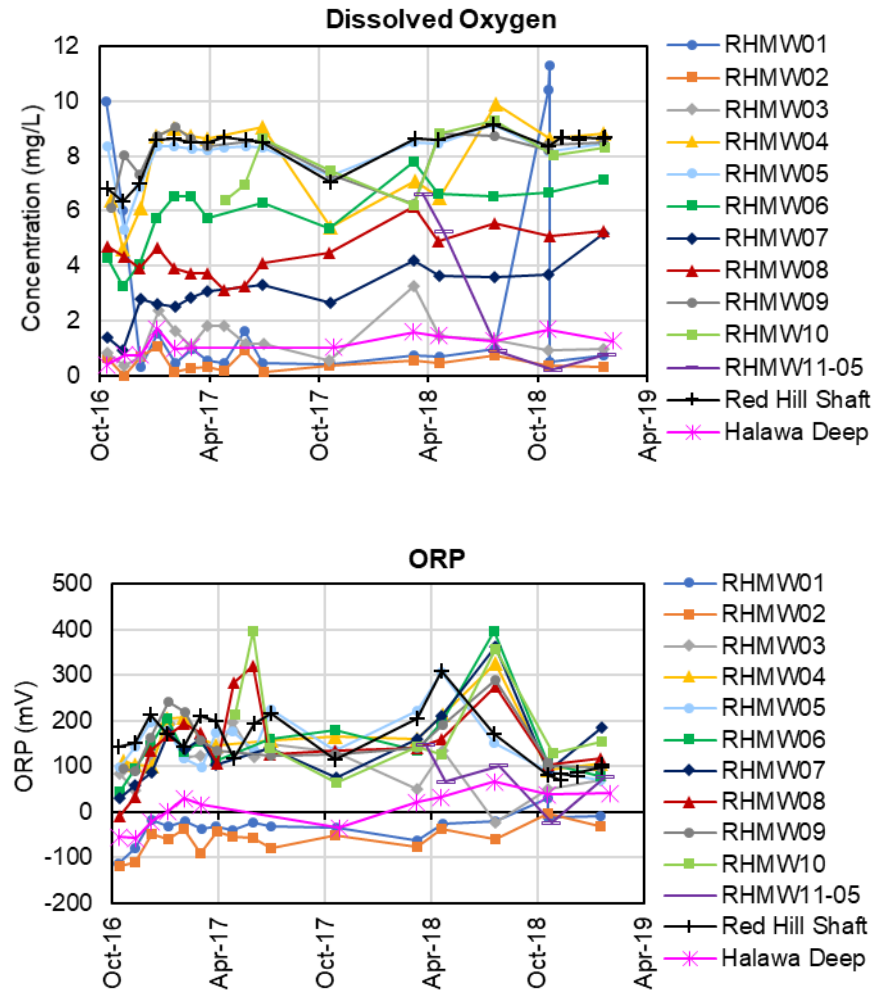 Dissolved Oxygen
Concentration (mg/L)
12
10
8
6
4
2
0
Oct-16
Apr-17
Oct-17
Apr-18
Oct-18
Apr-19
RHMW01
RHMW02
RHMW03
RHMW04
RHMW05
RHMW06
RHMW07
RHMW08
RHMW09
RHMW10
RHMW11-05
Red Hill Shaft
Halawa Deep
ORP
ORP (mV)
500
400
300
200
100
0
-100
-200
Oct-16
Apr-17
Oct-17
Apr-18
Oct-18
Apr-19
RHMW01
RHMW02
RHMW03
RHMW04
RHMW05
RHMW06
RHMW07
RHMW08
RHMW09
RHMW10
RHMW11-05
Red Hill Shaft
Halawa Deep